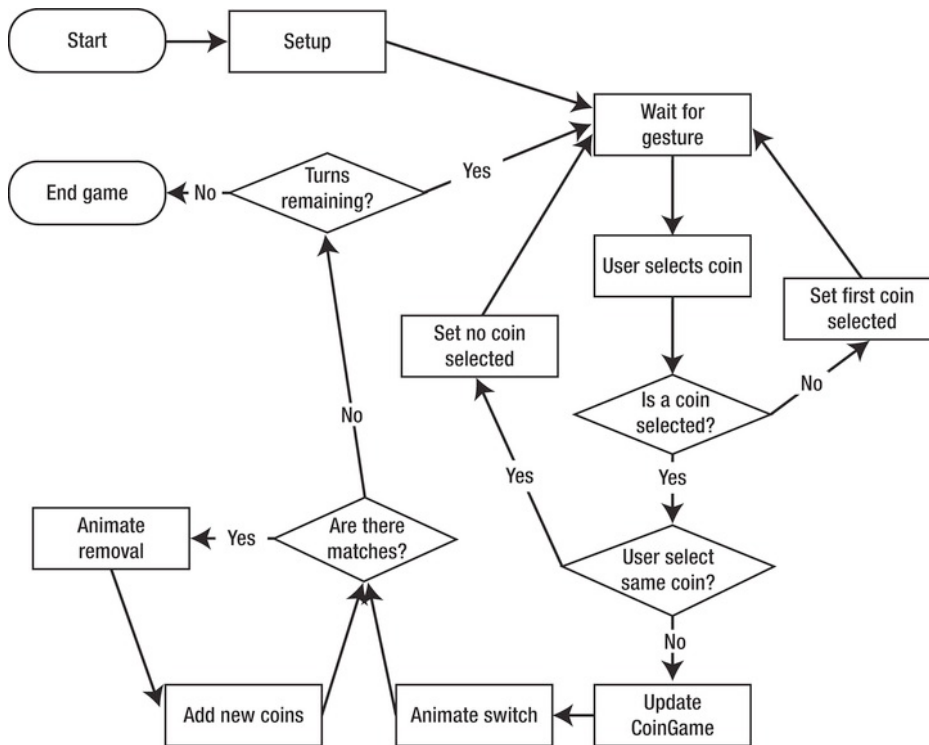 Start
Setup
Wait for
gesture
End game
No
Turns
remaining?
Yes
User selects coin
Set no coin
selected
Set first coin
selected
Is a coin
selected?
No
No
Yes
Yes
Animate
removal
Yes
Are there
matches?
User select
same coin?
No
Add new coins
Animate switch
Update
CoinGame